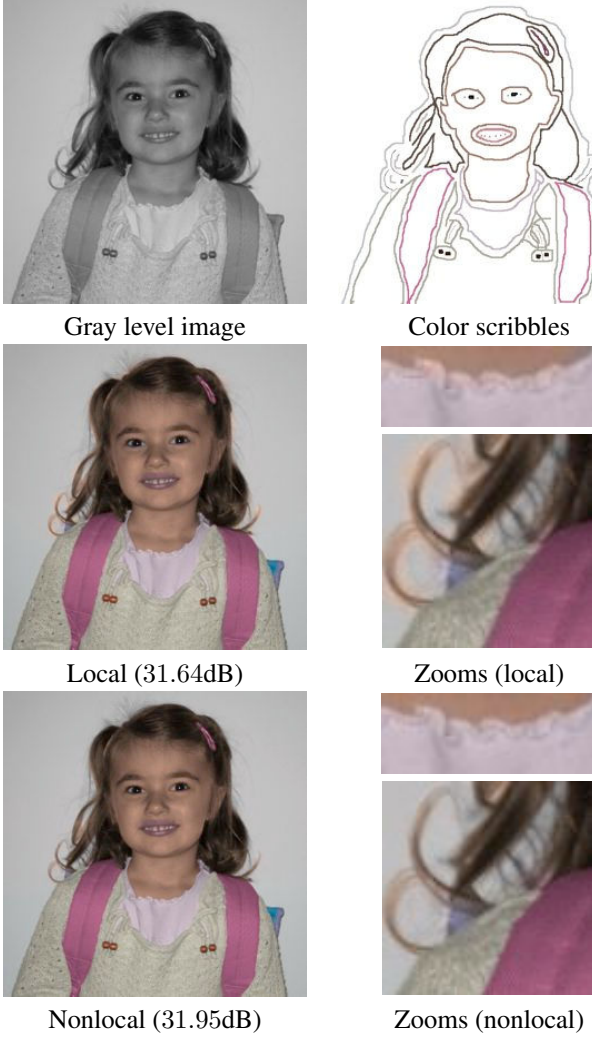 Gray level image
Color scribbles
Local (31.64dB)
Zooms (local)
Nonlocal (31.95dB)
Zooms (nonlocal)